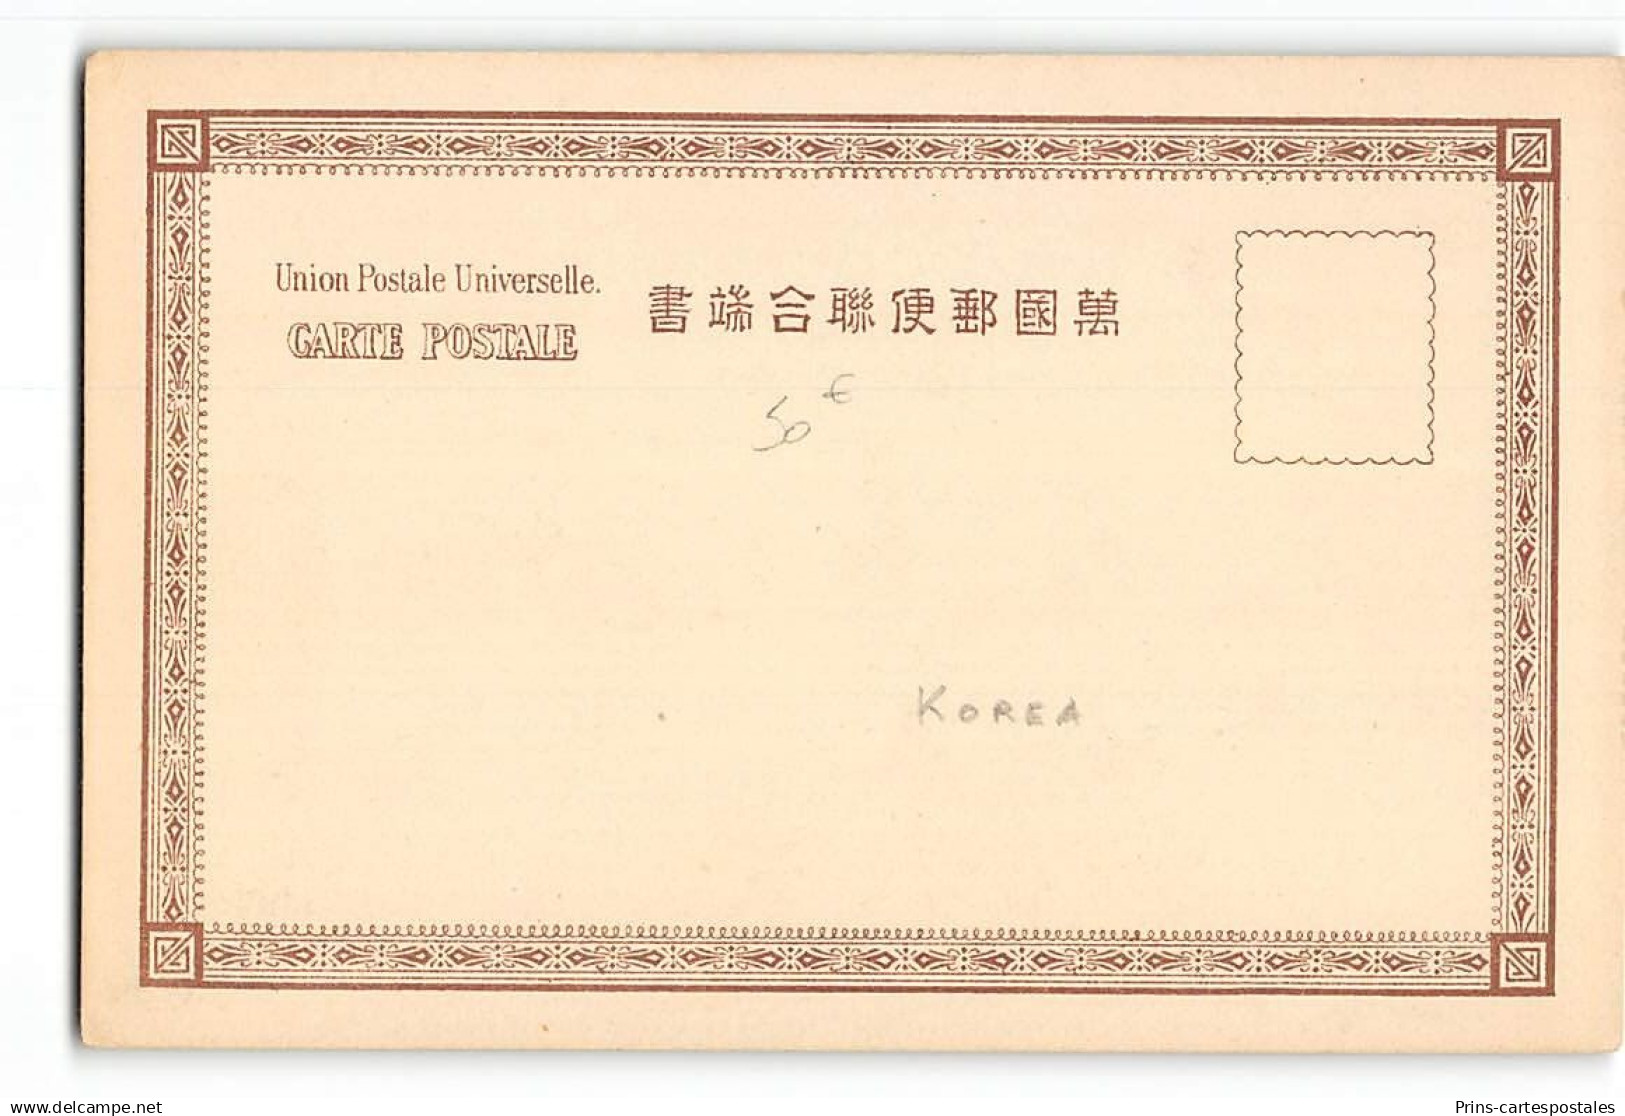 Union Postale Universelle.
CARTE POSTALE
萬國郵便聯合端書
50 €
KOREA
delcampe.net
Prins-cartespostales